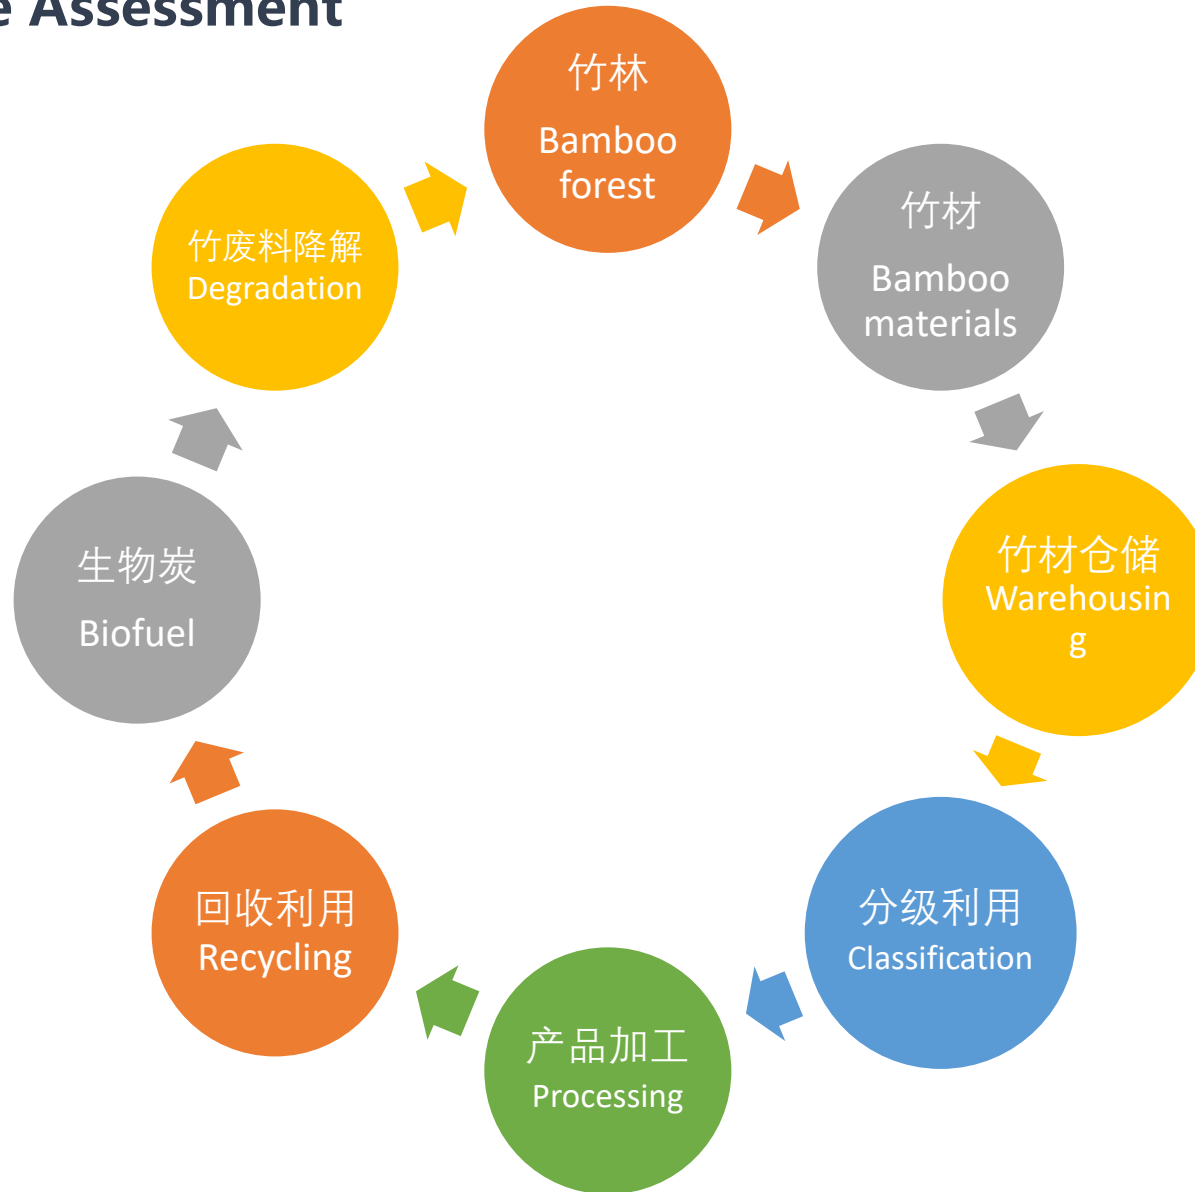 e Assessment
竹林
Bamboo
forest
竹材
Bamboo
materials
竹材仓储
Warehousin
g
分级利用
Classification
产品加工
Processing
回收利用
Recycling
生物炭
Biofuel
竹废料降解
Degradation